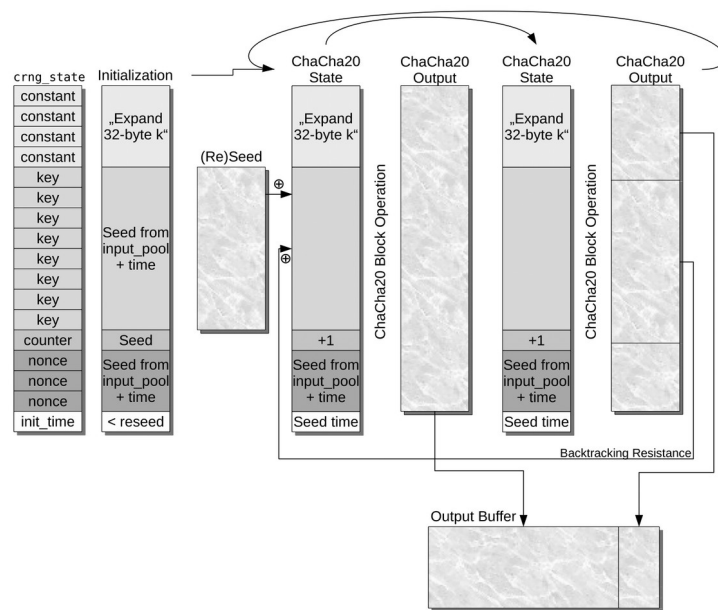 crng_state
constant
constant
constant
constant
key
key
key
key
key
key
key
key
counter
nonce
nonce
nonce
init_time
Initialization
„Expand
32-byte k“
Seed from
input_pool
+ time
Seed
Seed from
input_pool
+ time
< reseed
(Re)Seed
⊕
⊕
ChaCha20
State
„Expand
32-byte k“
+1
Seed from
input_pool
+ time
Seed time
ChaCha20 Block Operation
ChaCha20
Output
ChaCha20
State
„Expand
32-byte k“
+1
Seed from
input_pool
+ time
Seed time
ChaCha20 Block Operation
ChaCha20
Output
Backtracking Resistance
Output Buffer